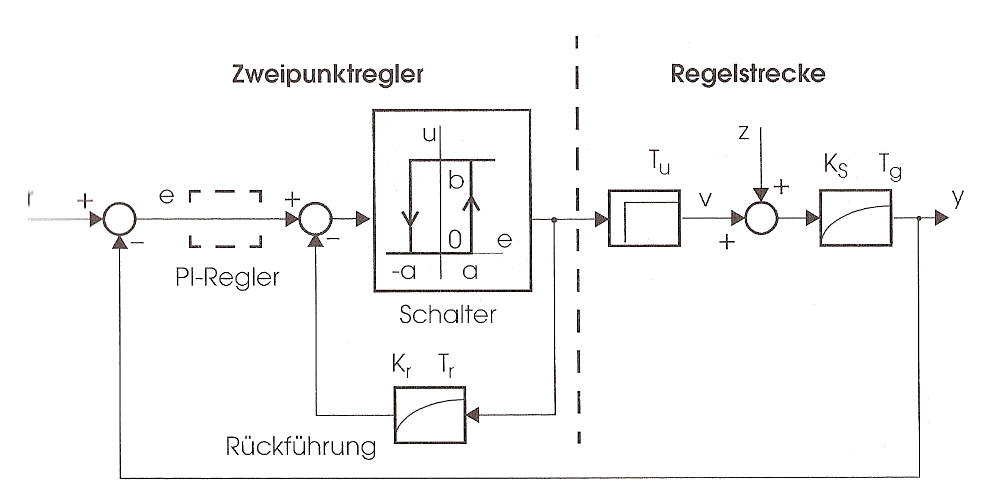 Zweipunktregler
Regelstrecke
u
b
0
e
-a
a
Schalter
r
+
-
e
PI-Regler
+
-
K_r
T_r
Rückführung
T_u
v
z
+
+
K_S
T_g
y